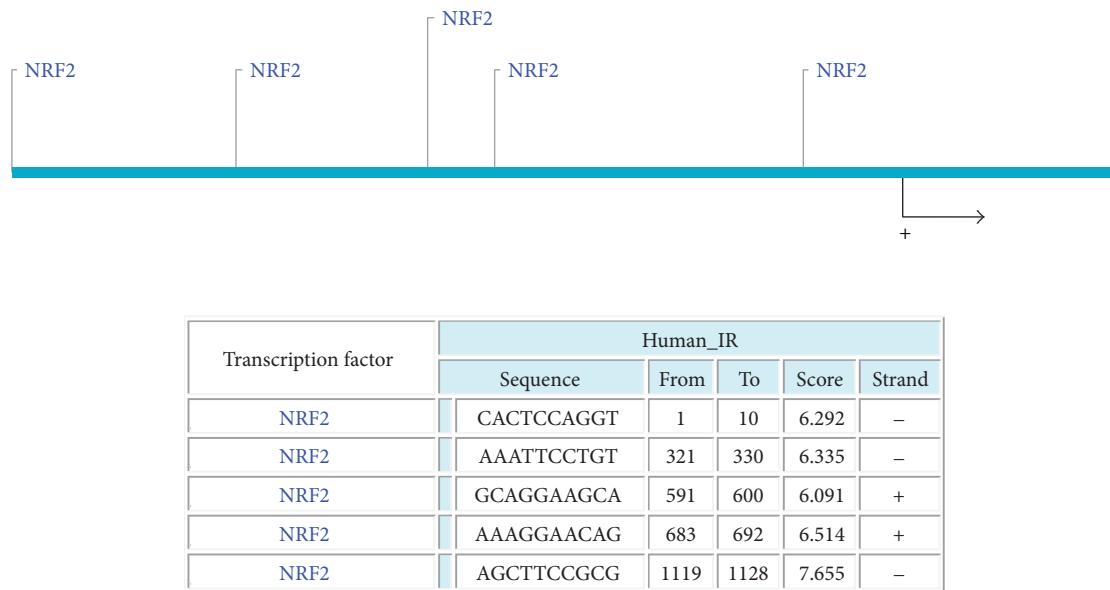 NRF2
NRF2 NRF2 NRF2 NRF2
+
Transcription factor Human_IR
Sequence From To Score Strand
NRF2 CACTCCAGGT 1 10 6.292 –
NRF2 AAATTCCTGT 321 330 6.335 –
NRF2 GCAGGAAGCA 591 600 6.091 +
NRF2 AAAGGAACAG 683 692 6.514 +
NRF2 AGCTTCCGCG 1119 1128 7.655 –